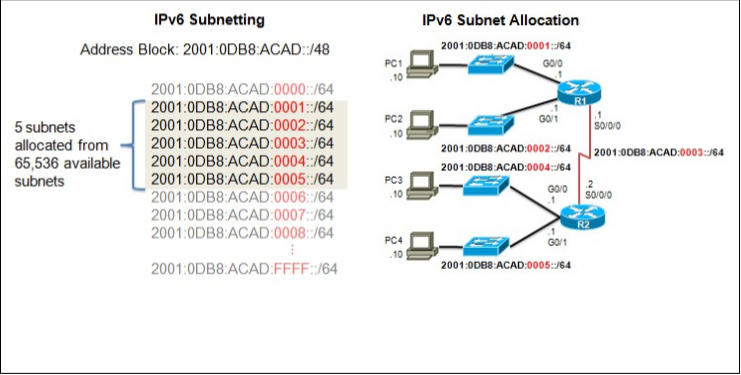 IPv6 Subnetting
Address Block: 2001:0DB8:ACAD::/48
2001:0DB8:ACAD:0000::/64
2001:0DB8:ACAD:0001::/64
2001:0DB8:ACAD:0002::/64
2001:0DB8:ACAD:0003::/64
2001:0DB8:ACAD:0004::/64
2001:0DB8:ACAD:0005::/64
2001:0DB8:ACAD:0006::/64
2001:0DB8:ACAD:0007::/64
2001:0DB8:ACAD:0008::/64
⋮
2001:0DB8:ACAD:FFFF::/64
5 subnets
allocated from
65,536 available
subnets
IPv6 Subnet Allocation
2001:0DB8:ACAD:0001::/64
PC1
.10
G0/0
.1
R1
PC2
.10
.1
G0/1
.1
S0/0/0
2001:0DB8:ACAD:0002::/64
2001:0DB8:ACAD:0003::/64
2001:0DB8:ACAD:0004::/64
PC3
.10
G0/0
.1
.2
S0/0/0
R2
PC4
.10
.1
G0/1
2001:0DB8:ACAD:0005::/64